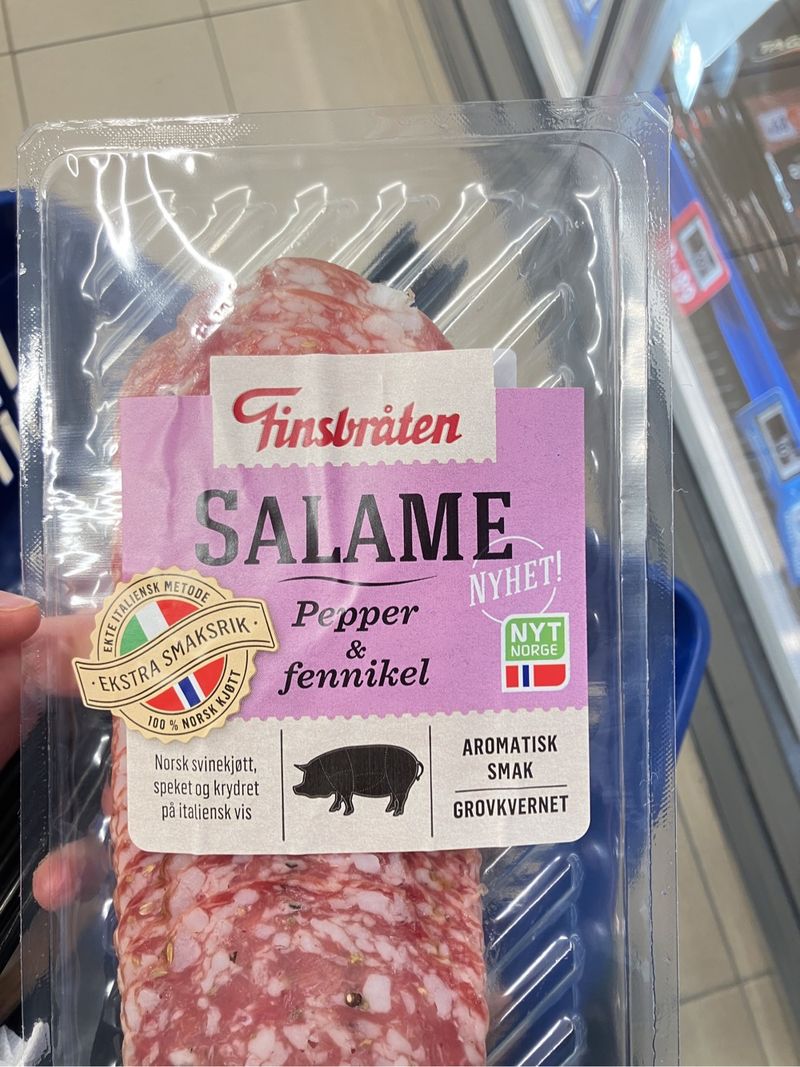 Finsbråten
SALAME
NYHET!
Pepper
&
fennikel
NYT
NORGE
EKTE ITALIENSK METODE
· EKSTRA SMAKSRIK ·
100 % NORSK KJØTT
Norsk svinekjøtt,
speket og krydret
på italiensk vis
AROMATISK
SMAK
GROVKVERNET